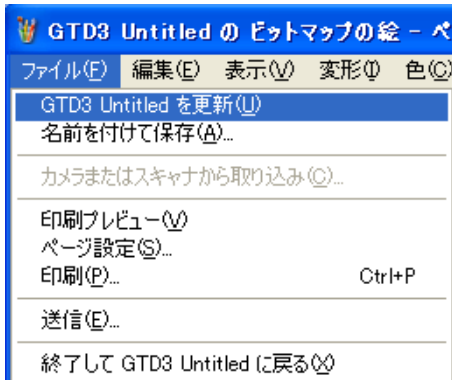 GTD3 Untitled の ビットマップの絵 - ペ
ファイル(F) 編集(E) 表示(V) 変形(I) 色(C)
GTD3 Untitled を更新(U)
名前を付けて保存(A)...
カメラまたはスキャナから取り込み(C)...
印刷プレビュー(V)
ページ設定(S)...
印刷(P)... Ctrl+P
送信(E)...
終了して GTD3 Untitled に戻る(X)